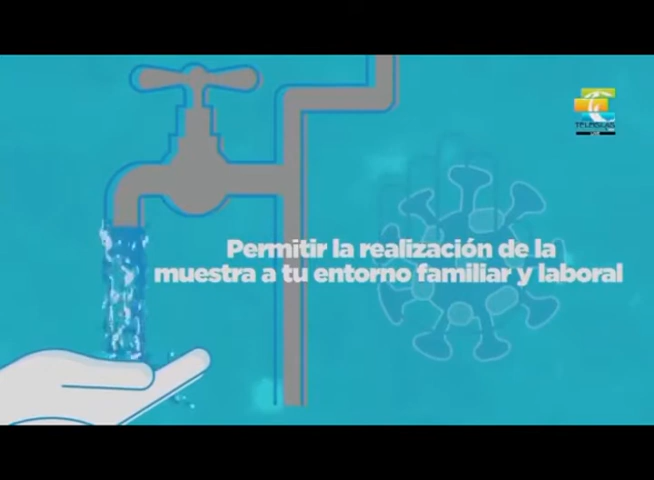 Permitir la realización de la
muestra a tu entorno familiar y laboral